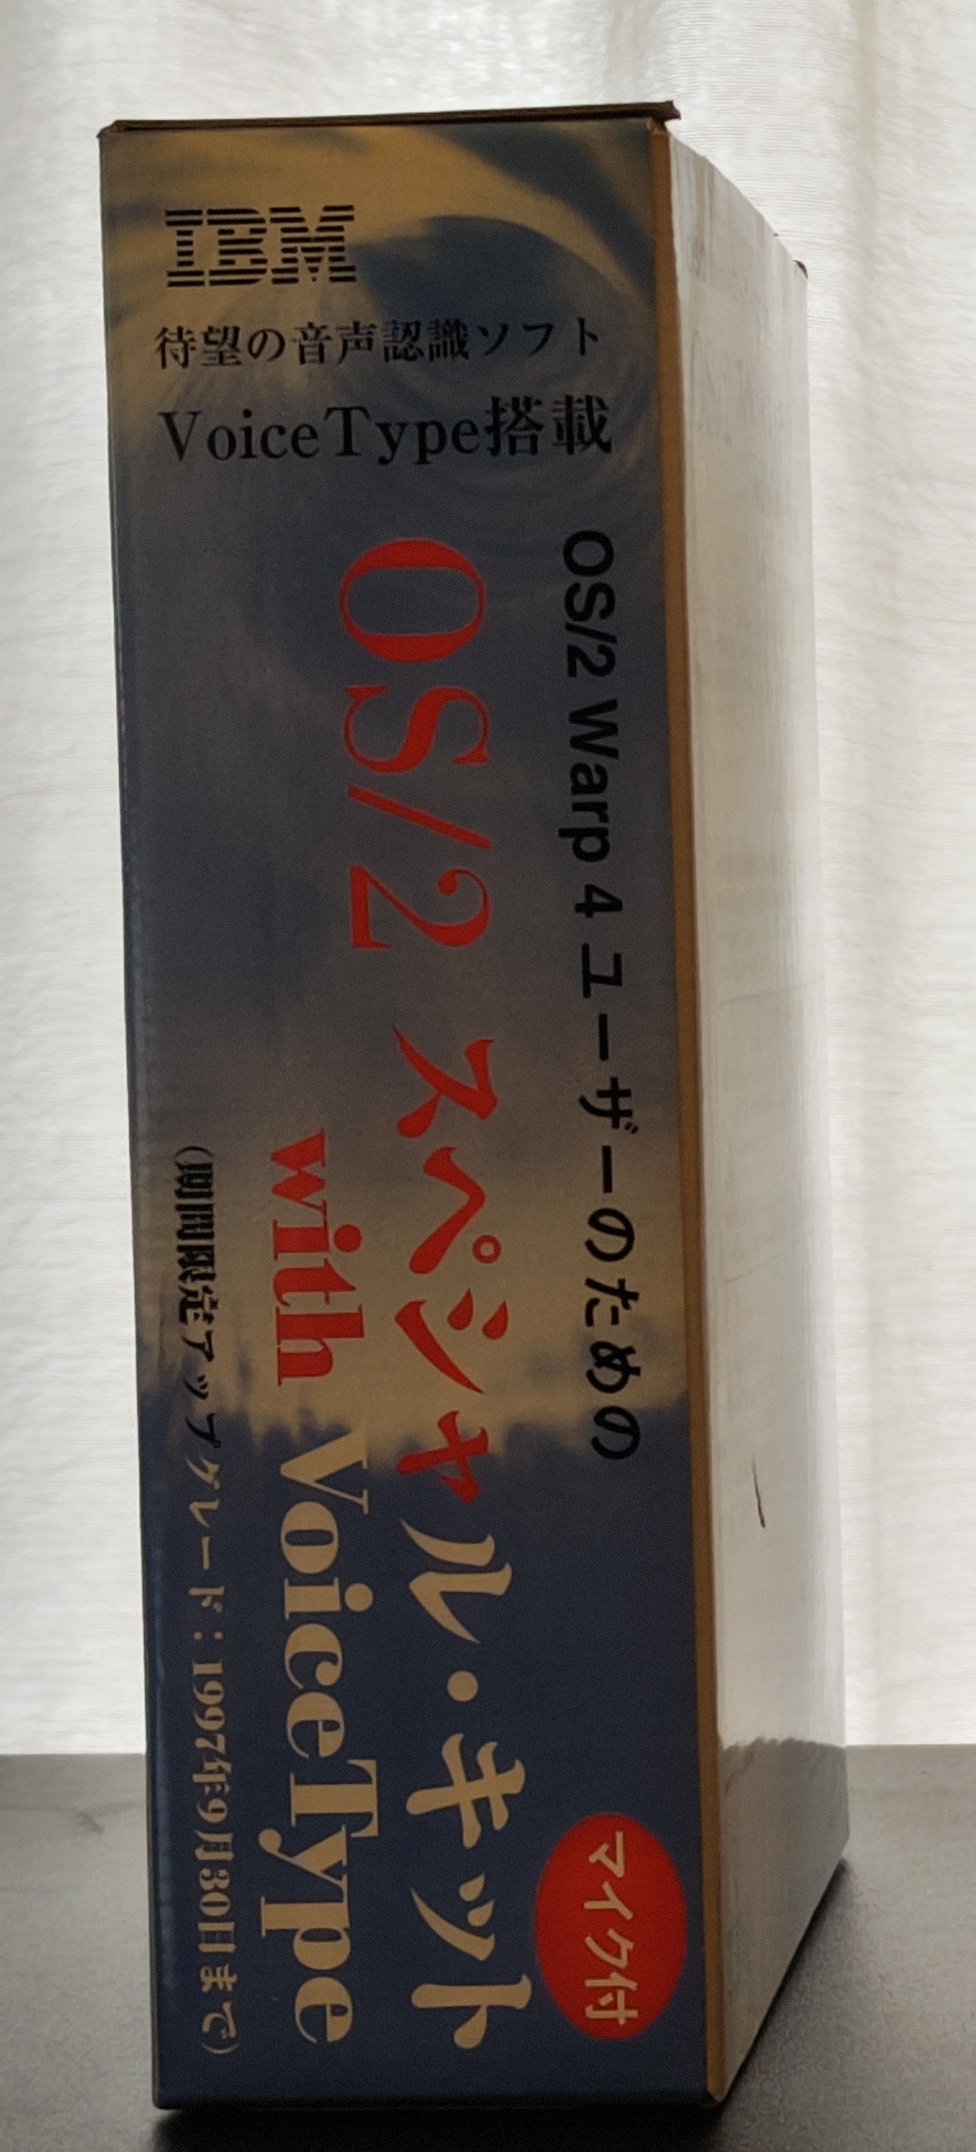 IBM
待望の音声認識ソフト
VoiceType搭載
OS/2 Warp 4 ユーザーのための
OS/2 スペシャル・キット
with VoiceType
(期間限定アップグレード：1997年9月30日まで)
マイク付